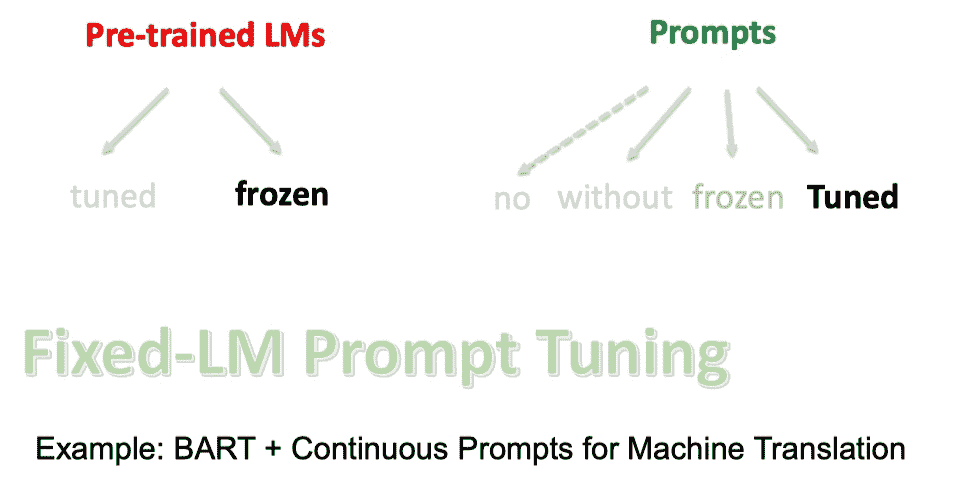 Pre-trained LMs
Prompts
tuned
frozen
no
without
frozen
Tuned
Fixed-LM Prompt Tuning
Example: BART + Continuous Prompts for Machine Translation